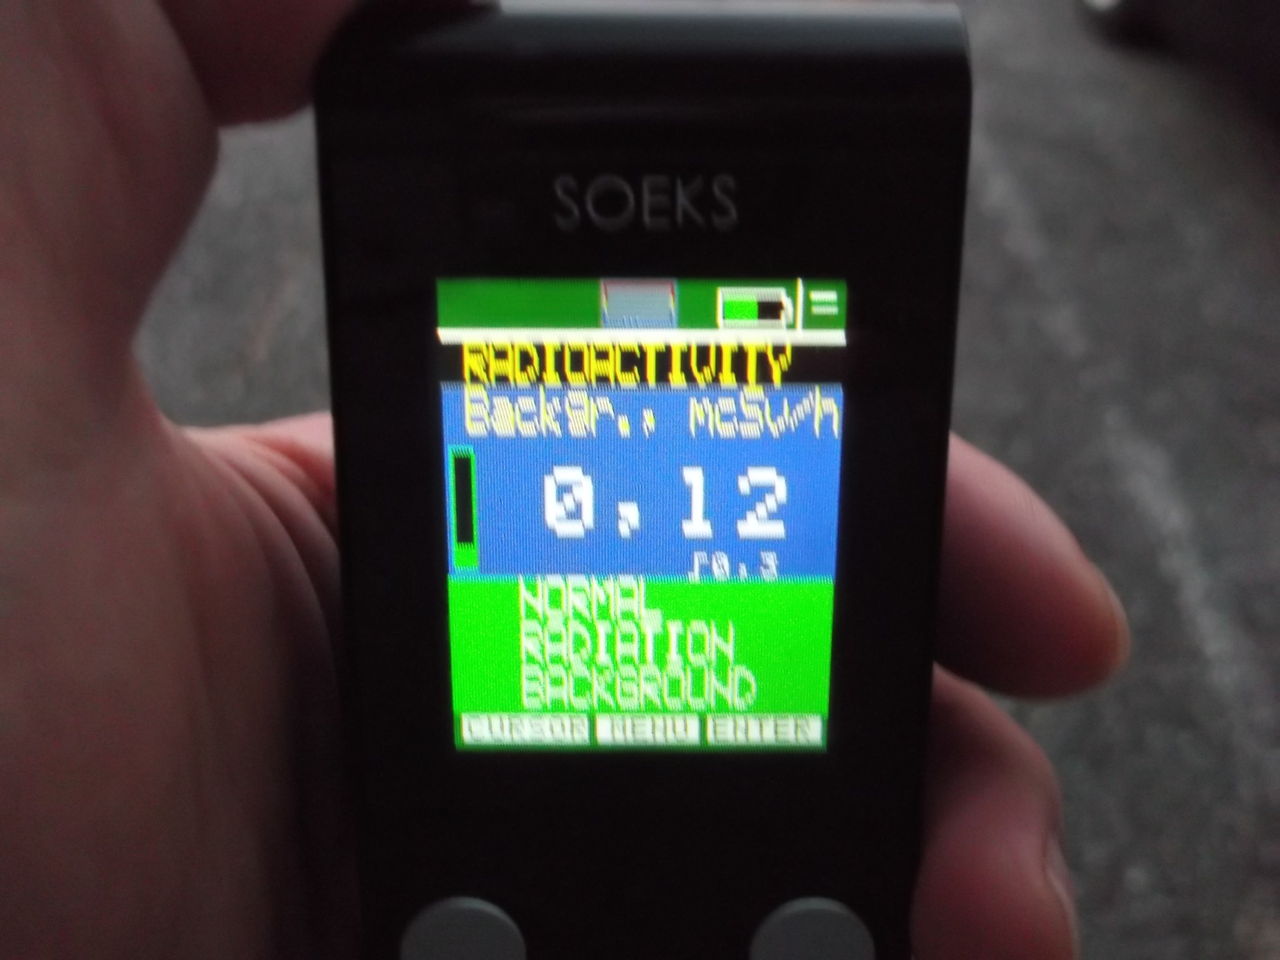 SOEKS
RADIOACTIVITY
Backgr., mcSv/h
0,12
0,3
NORMAL
RADIATION
BACKGROUND
CURSOR MENU ENTER